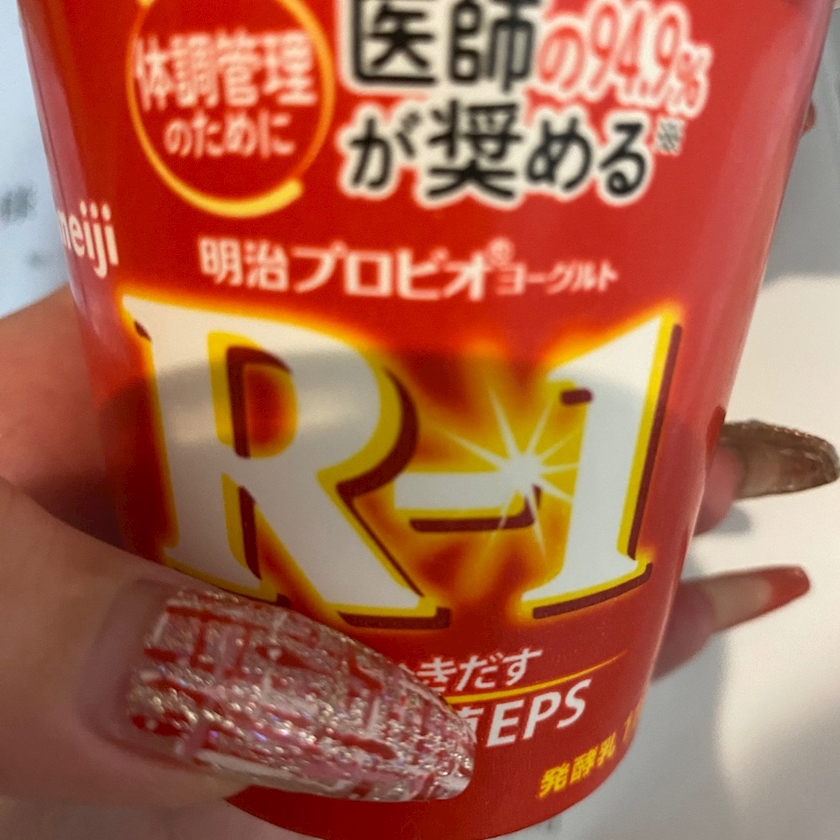 体調管理
のために
医師の94.9%
が奨める※
meiji
明治プロビオ®ヨーグルト
R-1
きだす
EPS
発酵乳